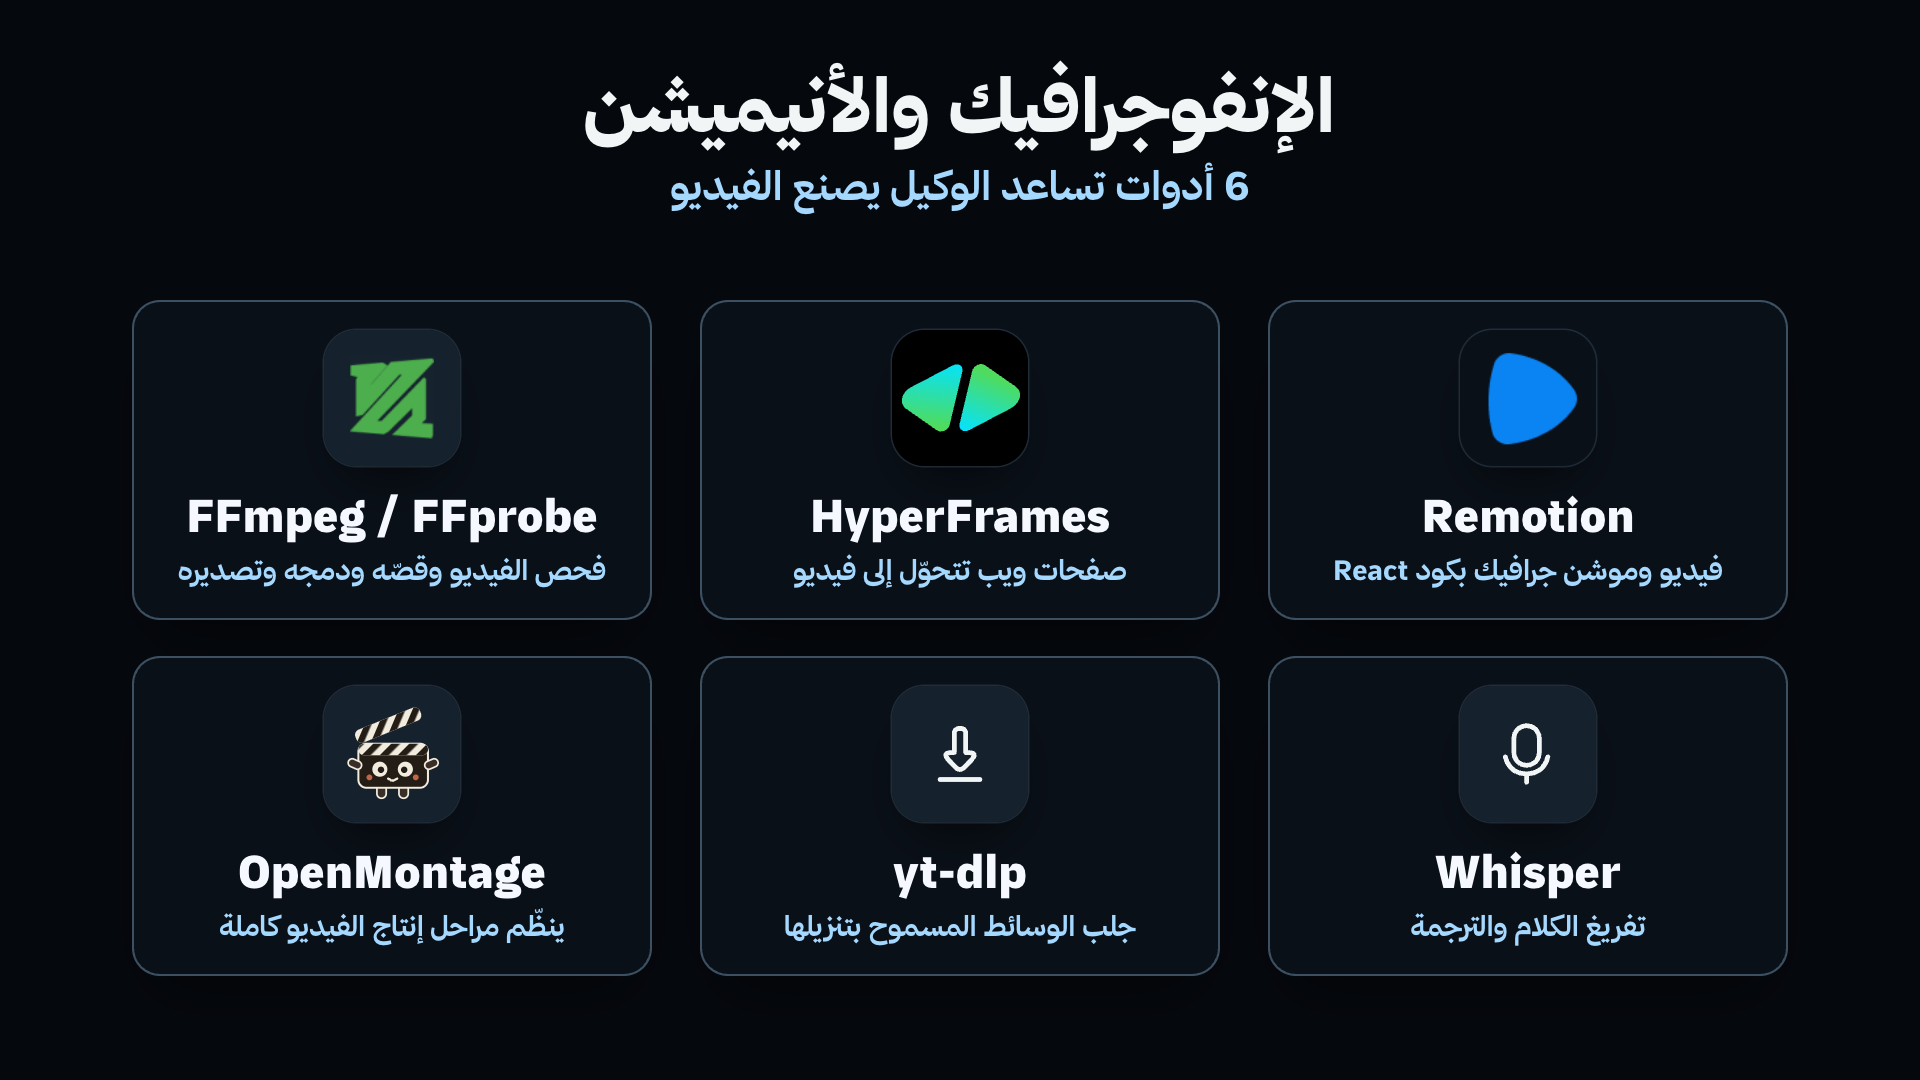 الإنفوجرافيك والأنيميشن
6 أدوات تساعد الوكيل يصنع الفيديو
Remotion
فيديو وموشن جرافيك بكود React
HyperFrames
صفحات ويب تتحوّل إلى فيديو
FFmpeg / FFprobe
فحص الفيديو وقصّه ودمجه وتصديره
Whisper
تفريغ الكلام والترجمة
yt-dlp
جلب الوسائط المسموح بتنزيلها
OpenMontage
ينظّم مراحل إنتاج الفيديو كاملة